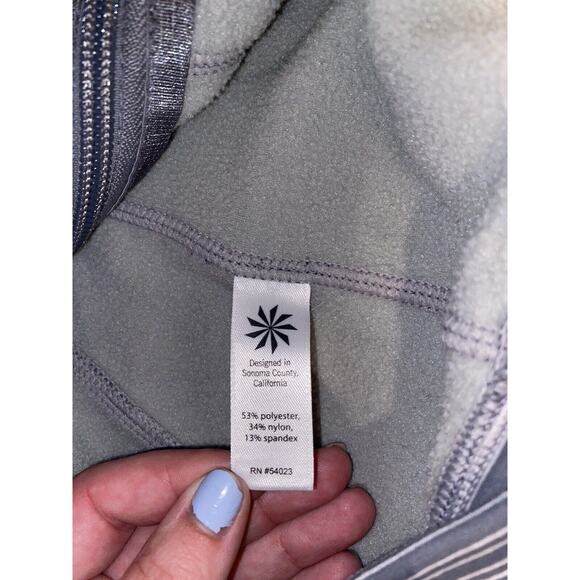 Designed in
Sonoma County,
California
53% polyester,
34% nylon,
13% spandex
RN #54023